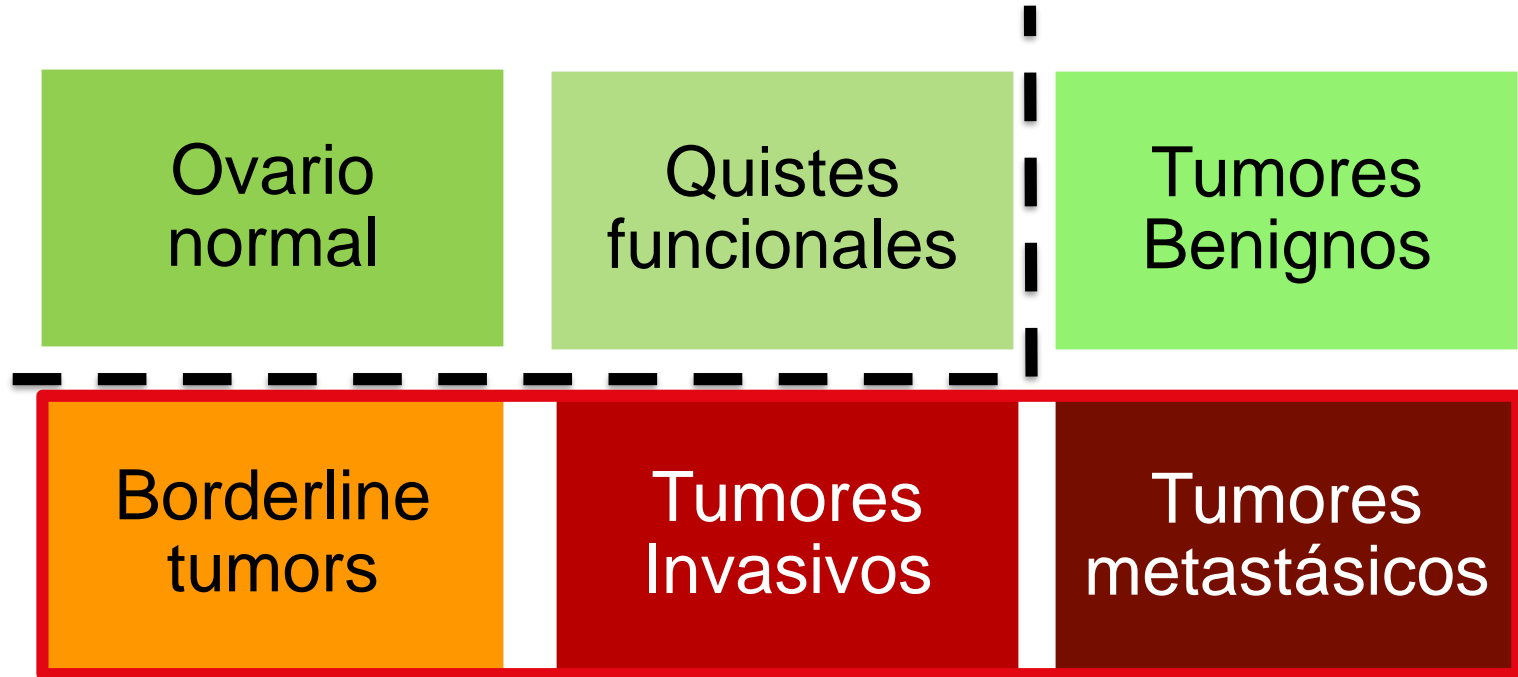 Ovario
normal
Quistes
funcionales
Tumores
Benignos
Borderline
tumors
Tumores
Invasivos
Tumores
metastásicos